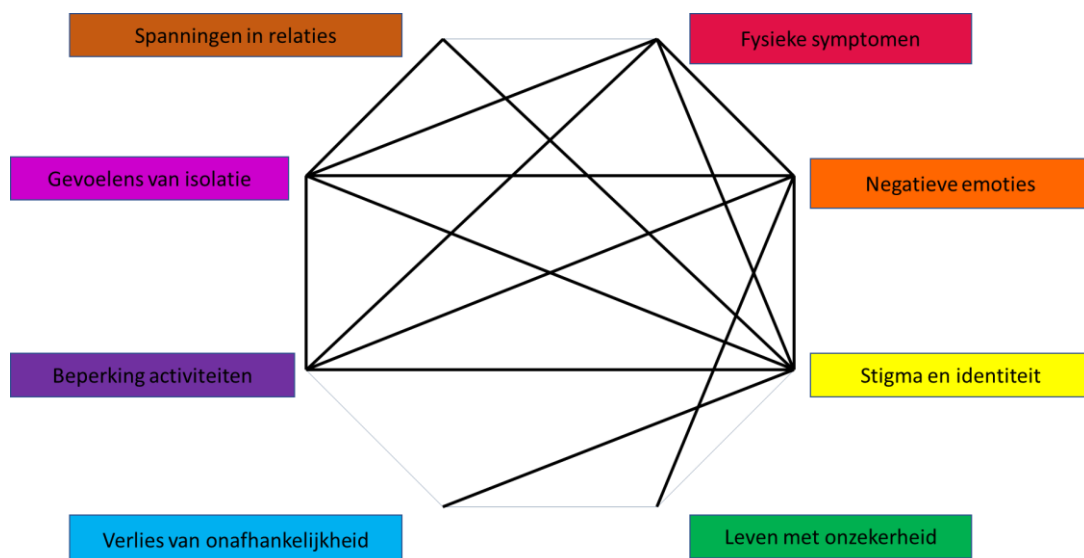 Spanningen in relaties
Fysieke symptomen
Gevoelens van isolatie
Negatieve emoties
Beperking activiteiten
Stigma en identiteit
Verlies van onafhankelijkheid
Leven met onzekerheid